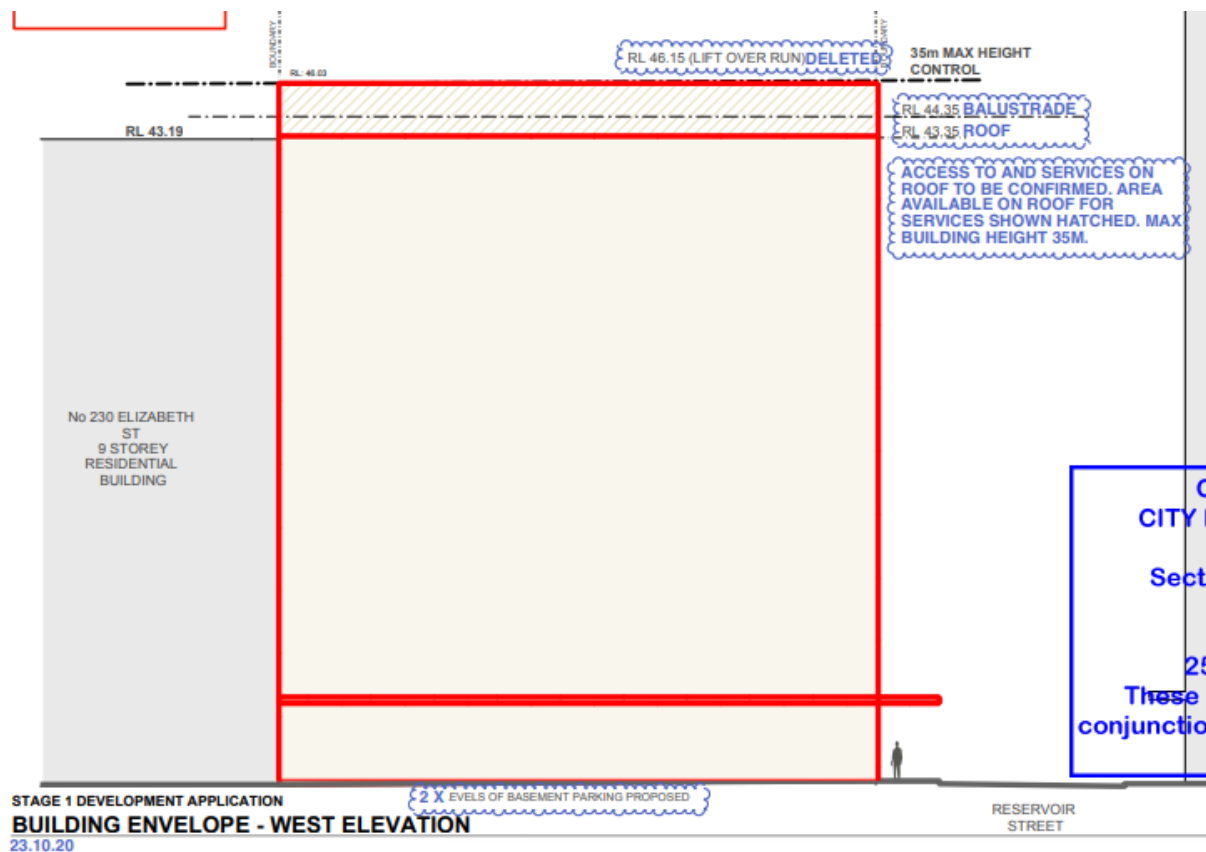 BOUNDARY
BOUNDARY
RL 46.15 (LIFT OVER RUN) DELETED
35m MAX HEIGHT
CONTROL
RL: 46.03
RL 44.35 BALUSTRADE
RL 43.19
RL 43.35 ROOF
ACCESS TO AND SERVICES ON
ROOF TO BE CONFIRMED. AREA
AVAILABLE ON ROOF FOR
SERVICES SHOWN HATCHED. MAX
BUILDING HEIGHT 35M.
No 230 ELIZABETH
ST
9 STOREY
RESIDENTIAL
BUILDING
CITY
Sect
25
These
conjunctio
2 X EVELS OF BASEMENT PARKING PROPOSED
STAGE 1 DEVELOPMENT APPLICATION
BUILDING ENVELOPE - WEST ELEVATION
23.10.20
RESERVOIR
STREET